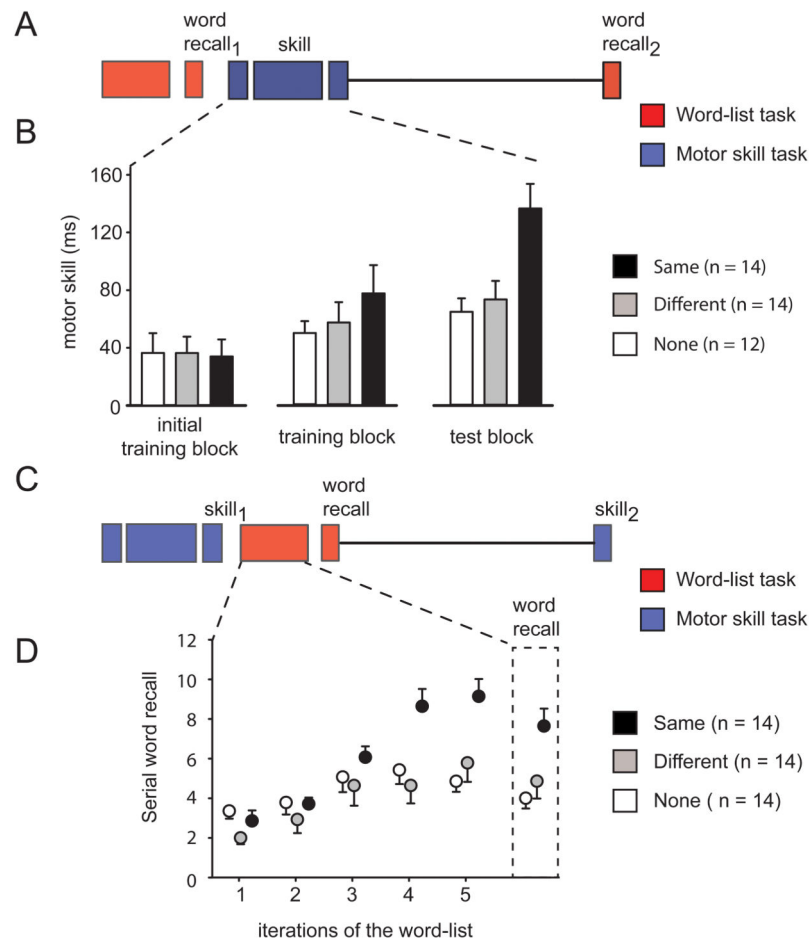 A
word
recall1
skill
word
recall2
Word-list task
Motor skill task
B
160
120
80
40
0
motor skill (ms)
initial
training block
training block
test block
Same (n = 14)
Different (n = 14)
None (n = 12)
C
skill1
word
recall
skill2
Word-list task
Motor skill task
word
recall
D
12
10
8
6
4
2
0
Serial word recall
1 2 3 4 5
iterations of the word-list
Same (n = 14)
Different (n = 14)
None ( n = 14)